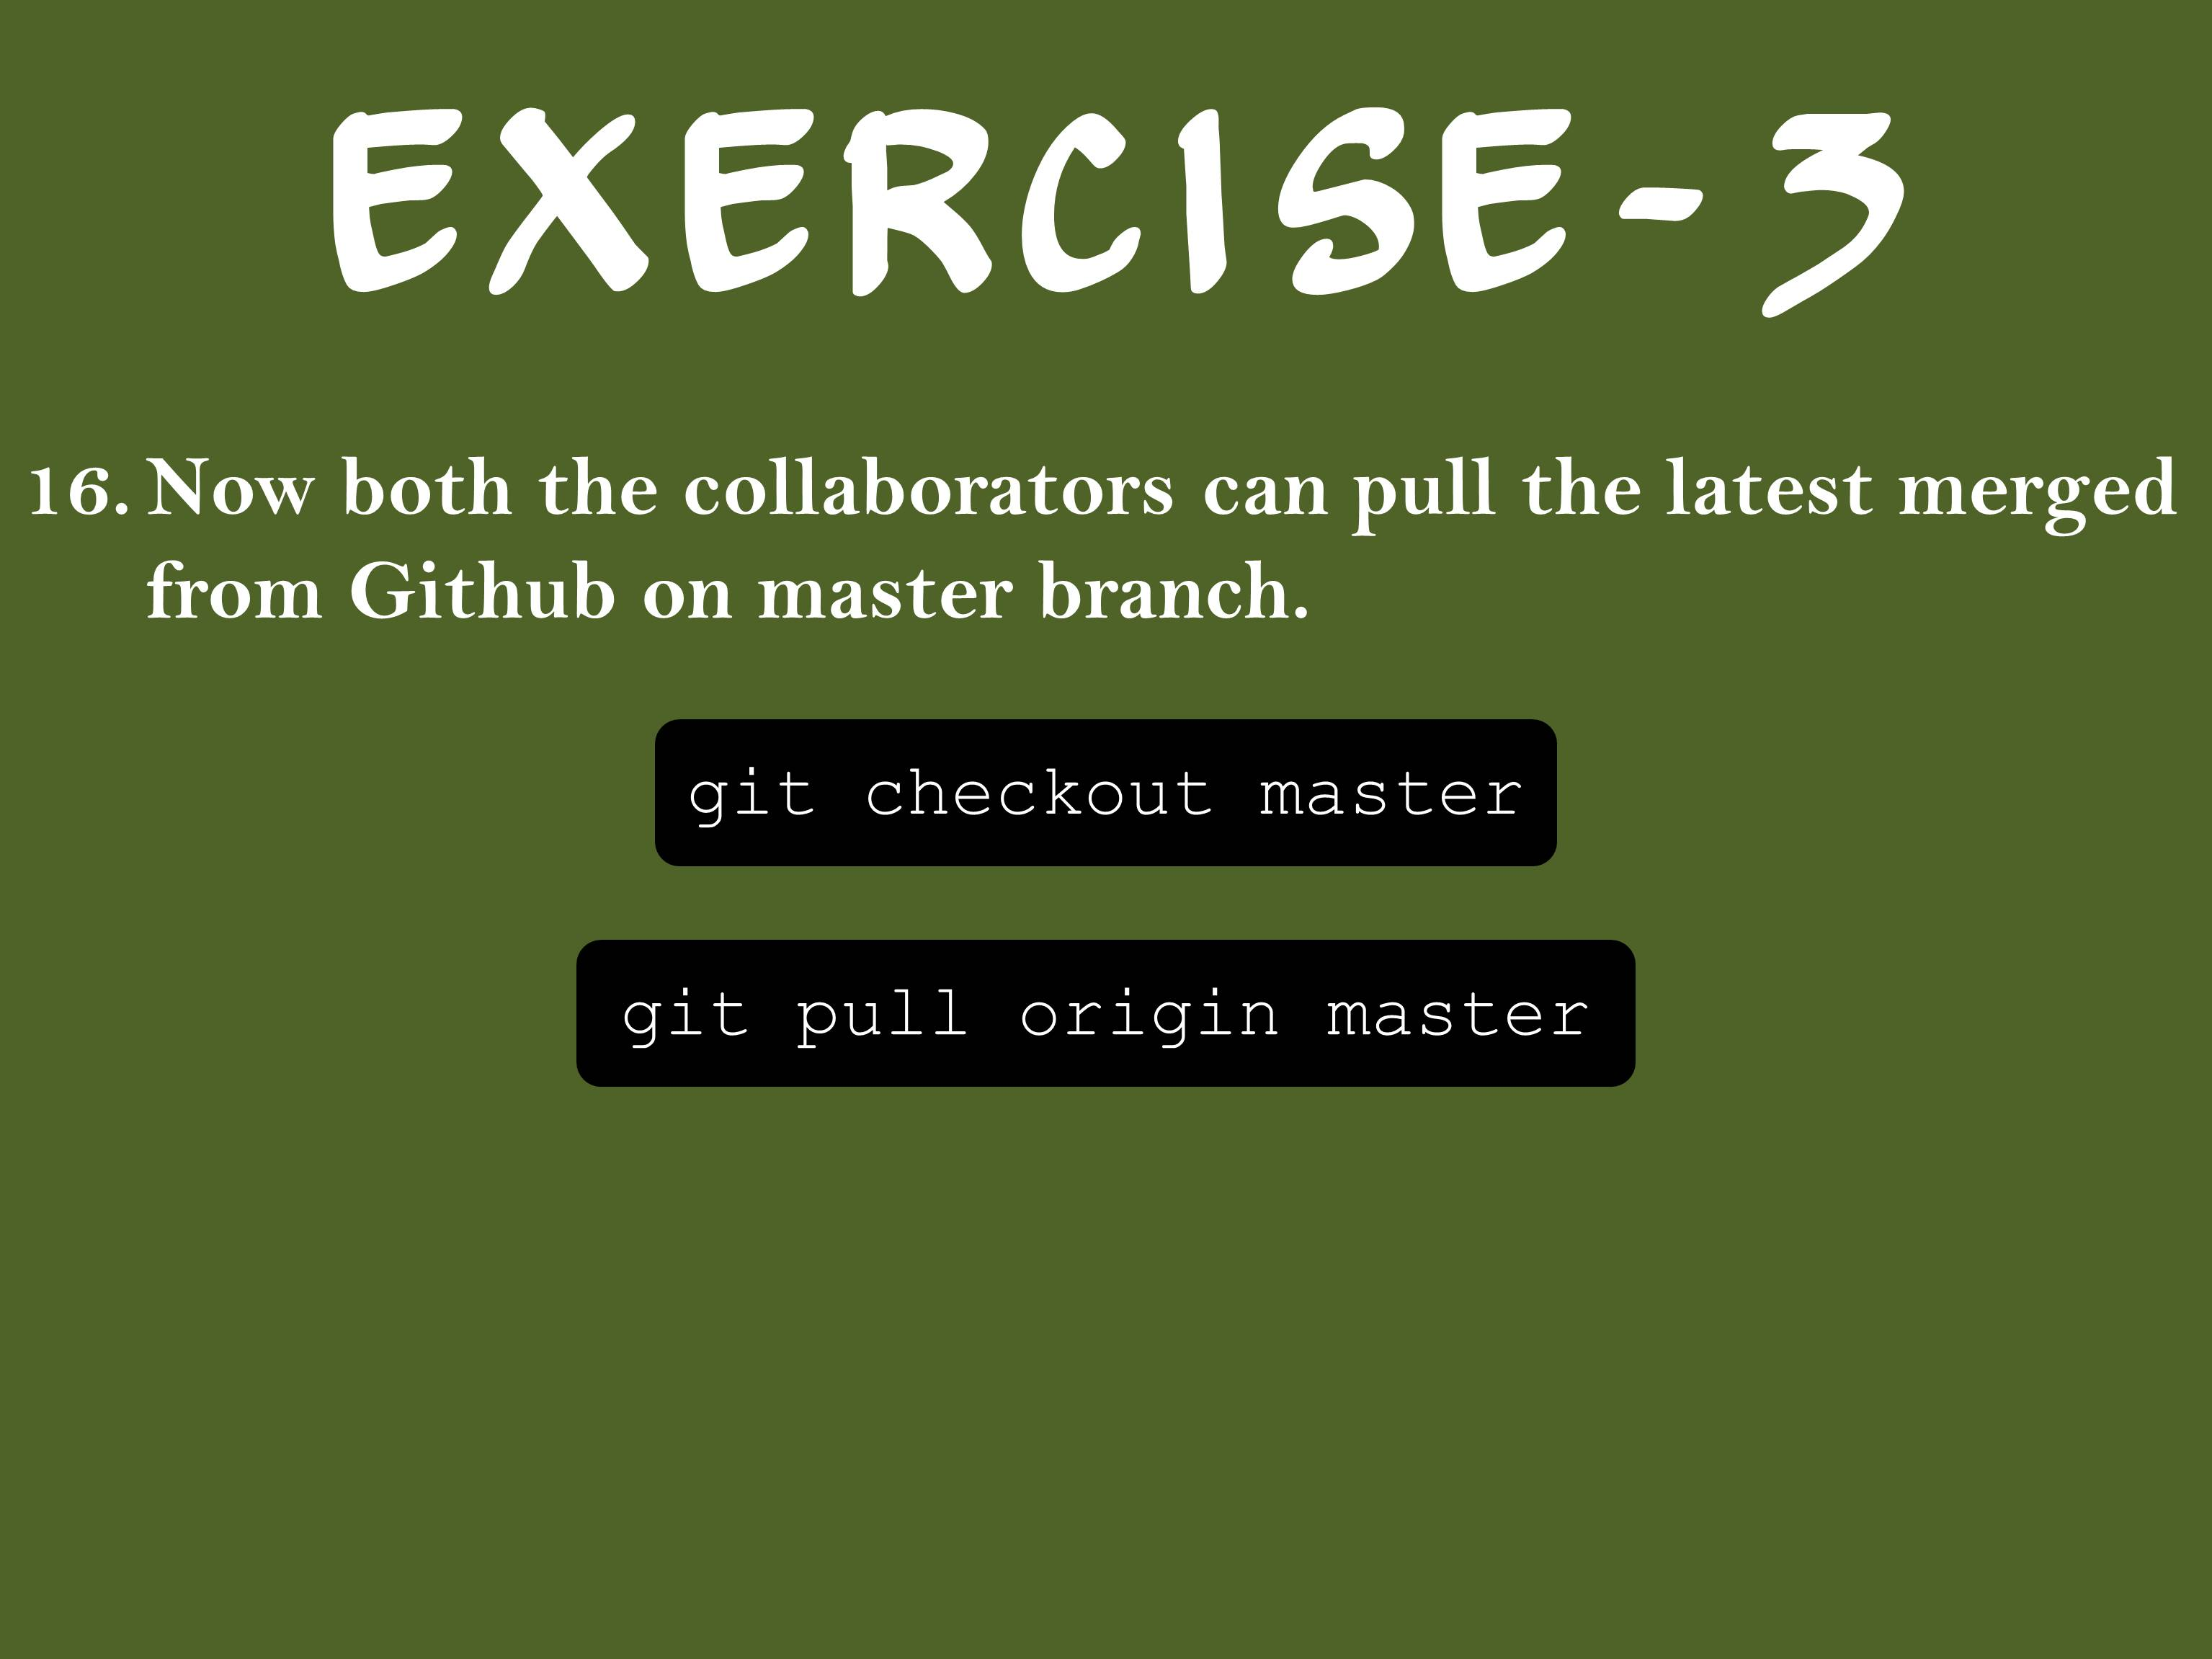 EXERCISE - 3
16. Now both the collaborators can pull the latest merged
from Github on master branch.
git checkout master
git pull origin master